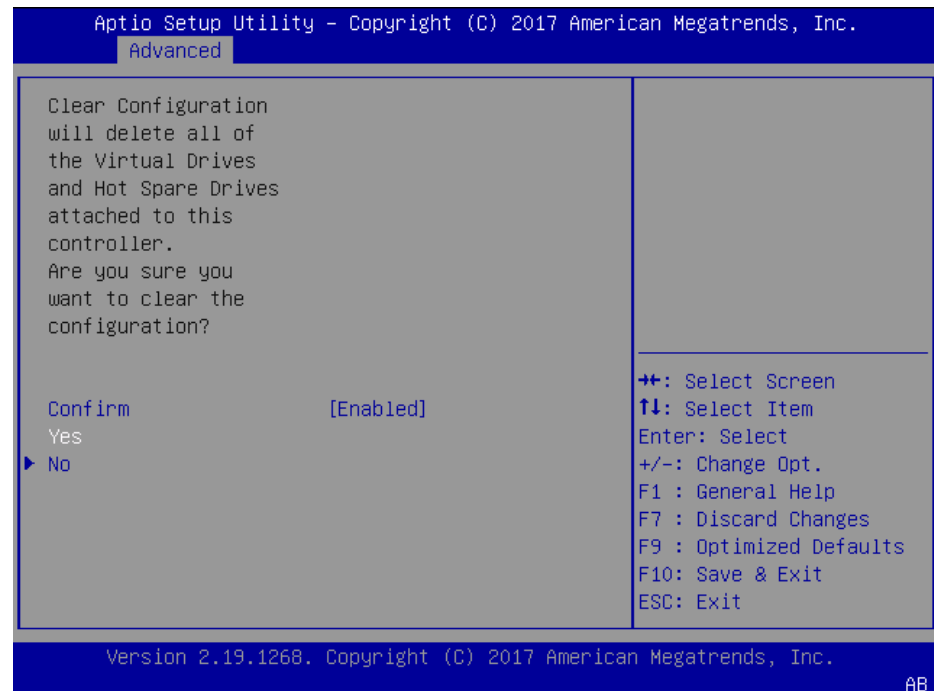 Aptio Setup Utility – Copyright (C) 2017 American Megatrends, Inc.
Advanced
Clear Configuration
will delete all of
the Virtual Drives
and Hot Spare Drives
attached to this
controller.
Are you sure you
want to clear the
configuration?
Confirm [Enabled]
Yes
No
→←: Select Screen
↑↓: Select Item
Enter: Select
+/-: Change Opt.
F1 : General Help
F7 : Discard Changes
F9 : Optimized Defaults
F10: Save & Exit
ESC: Exit
Version 2.19.1268. Copyright (C) 2017 American Megatrends, Inc.
AB